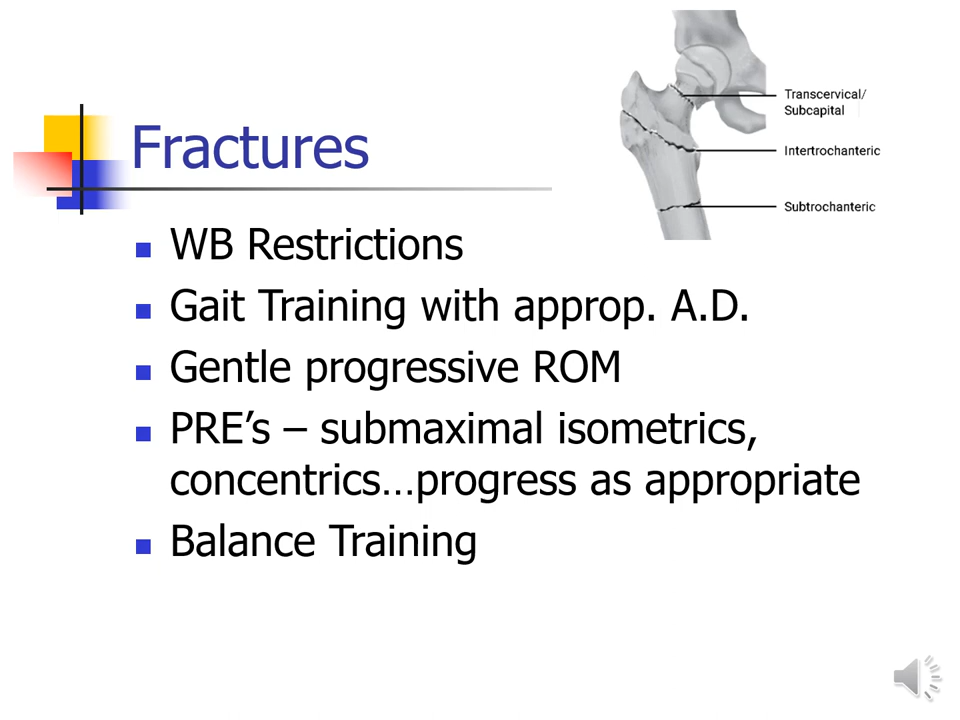 Transcervical/
Subcapital
Intertrochanteric
Subtrochanteric
Fractures
WB Restrictions
Gait Training with approp. A.D.
Gentle progressive ROM
PRE’s – submaximal isometrics,
concentrics…progress as appropriate
Balance Training